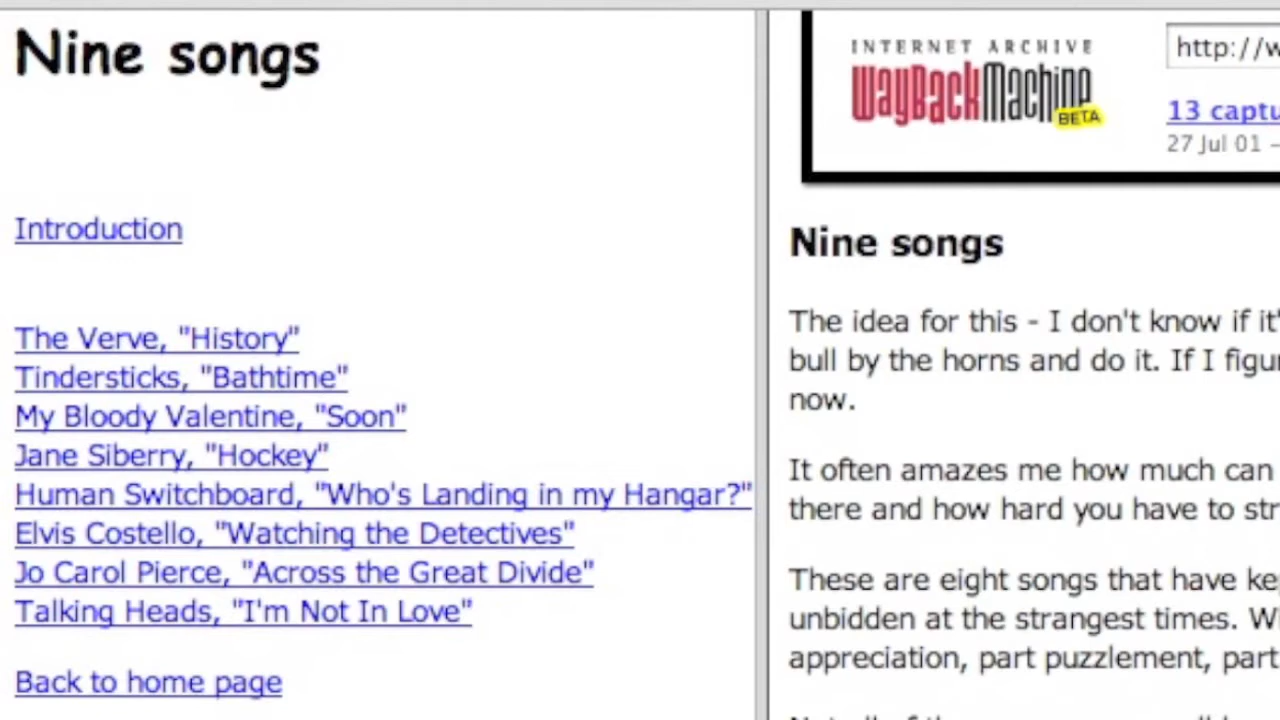 Nine songs
Introduction
The Verve, "History"
Tindersticks, "Bathtime"
My Bloody Valentine, "Soon"
Jane Siberry, "Hockey"
Human Switchboard, "Who's Landing in my Hangar?"
Elvis Costello, "Watching the Detectives"
Jo Carol Pierce, "Across the Great Divide"
Talking Heads, "I'm Not In Love"
Back to home page
INTERNET ARCHIVE
WayBackMachine
BETA
http://w
13 captu
27 Jul 01 –
Nine songs
The idea for this - I don't know if it'
bull by the horns and do it. If I figu
now.
It often amazes me how much can
there and how hard you have to str
These are eight songs that have kep
unbidden at the strangest times. Wi
appreciation, part puzzlement, part